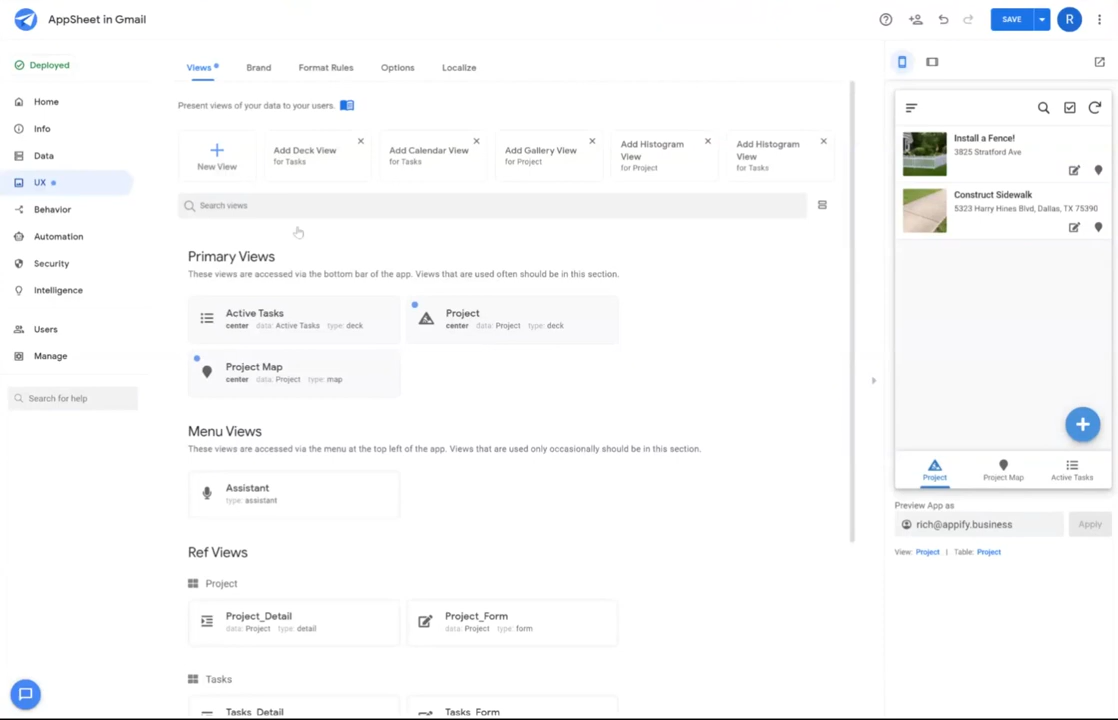 AppSheet in Gmail
SAVE
R
Deployed
Home
Info
Data
UX
Behavior
Automation
Security
Intelligence
Users
Manage
Search for help
Views
Brand
Format Rules
Options
Localize
Present views of your data to your users.
New View
Add Deck View
for Tasks
Add Calendar View
for Tasks
Add Gallery View
for Project
Add Histogram
View
for Project
Add Histogram
View
for Tasks
Search views
Primary Views
These views are accessed via the bottom bar of the app. Views that are used often should be in this section.
Active Tasks
center data: Active Tasks type: deck
Project
center data: Project type: deck
Project Map
center data: Project type: map
Menu Views
These views are accessed via the menu at the top left of the app. Views that are used only occasionally should be in this section.
Assistant
type: assistant
Ref Views
Project
Project_Detail
data: Project type: detail
Project_Form
data: Project type: form
Tasks
Tasks_Detail
Tasks_Form
Install a Fence!
3825 Stratford Ave
Construct Sidewalk
5323 Harry Hines Blvd, Dallas, TX 75390
Project
Project Map
Active Tasks
Preview App as
rich@appify.business
Apply
View: Project | Table: Project